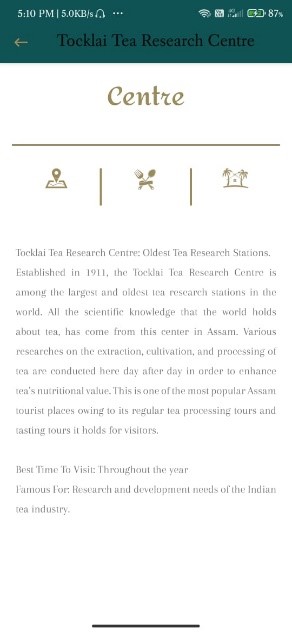 5:10 PM | 5.0KB/s ...
87%
Tocklai Tea Research Centre
Centre
Tocklai Tea Research Centre: Oldest Tea Research Stations.
Established in 1911, the Tocklai Tea Research Centre is
among the largest and oldest tea research stations in the
world. All the scientific knowledge that the world holds
about tea, has come from this center in Assam. Various
researches on the extraction, cultivation, and processing of
tea are conducted here day after day in order to enhance
tea's nutritional value. This is one of the most popular Assam
tourist places owing to its regular tea processing tours and
tasting tours it holds for visitors.
Best Time To Visit: Throughout the year
Famous For: Research and development needs of the Indian
tea industry.